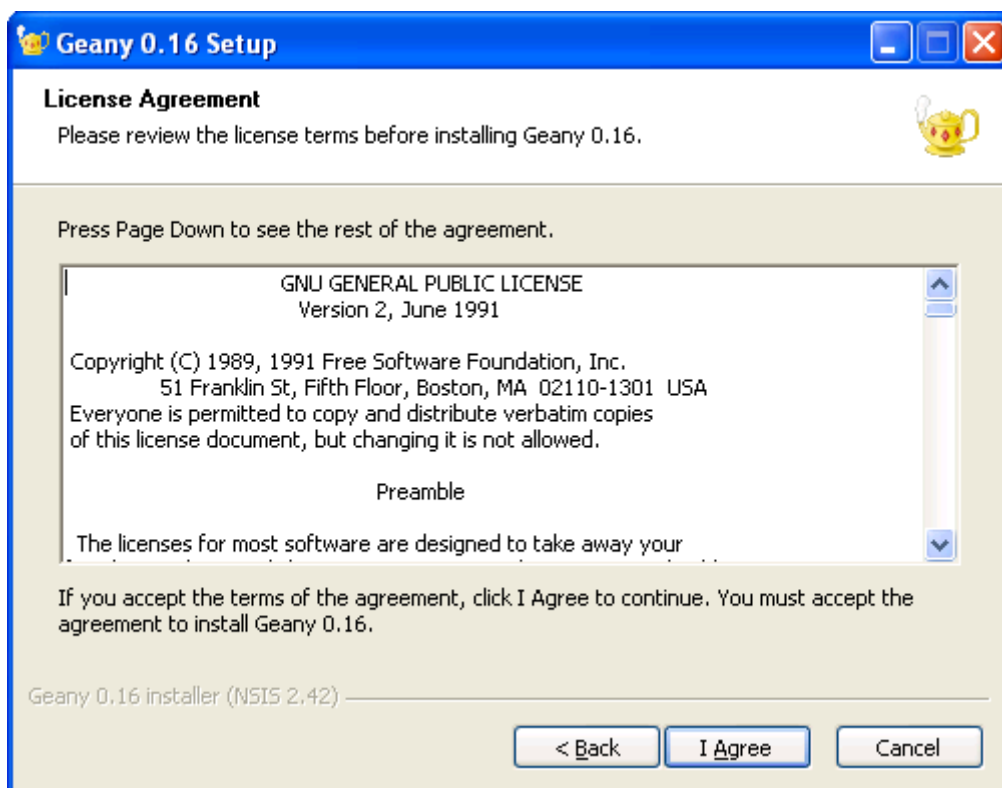 Geany 0.16 Setup
License Agreement
Please review the license terms before installing Geany 0.16.
Press Page Down to see the rest of the agreement.
GNU GENERAL PUBLIC LICENSE
Version 2, June 1991
Copyright (C) 1989, 1991 Free Software Foundation, Inc.
51 Franklin St, Fifth Floor, Boston, MA  02110-1301  USA
Everyone is permitted to copy and distribute verbatim copies
of this license document, but changing it is not allowed.
Preamble
The licenses for most software are designed to take away your
If you accept the terms of the agreement, click I Agree to continue. You must accept the
agreement to install Geany 0.16.
Geany 0.16 installer (NSIS 2.42)
< Back
I Agree
Cancel